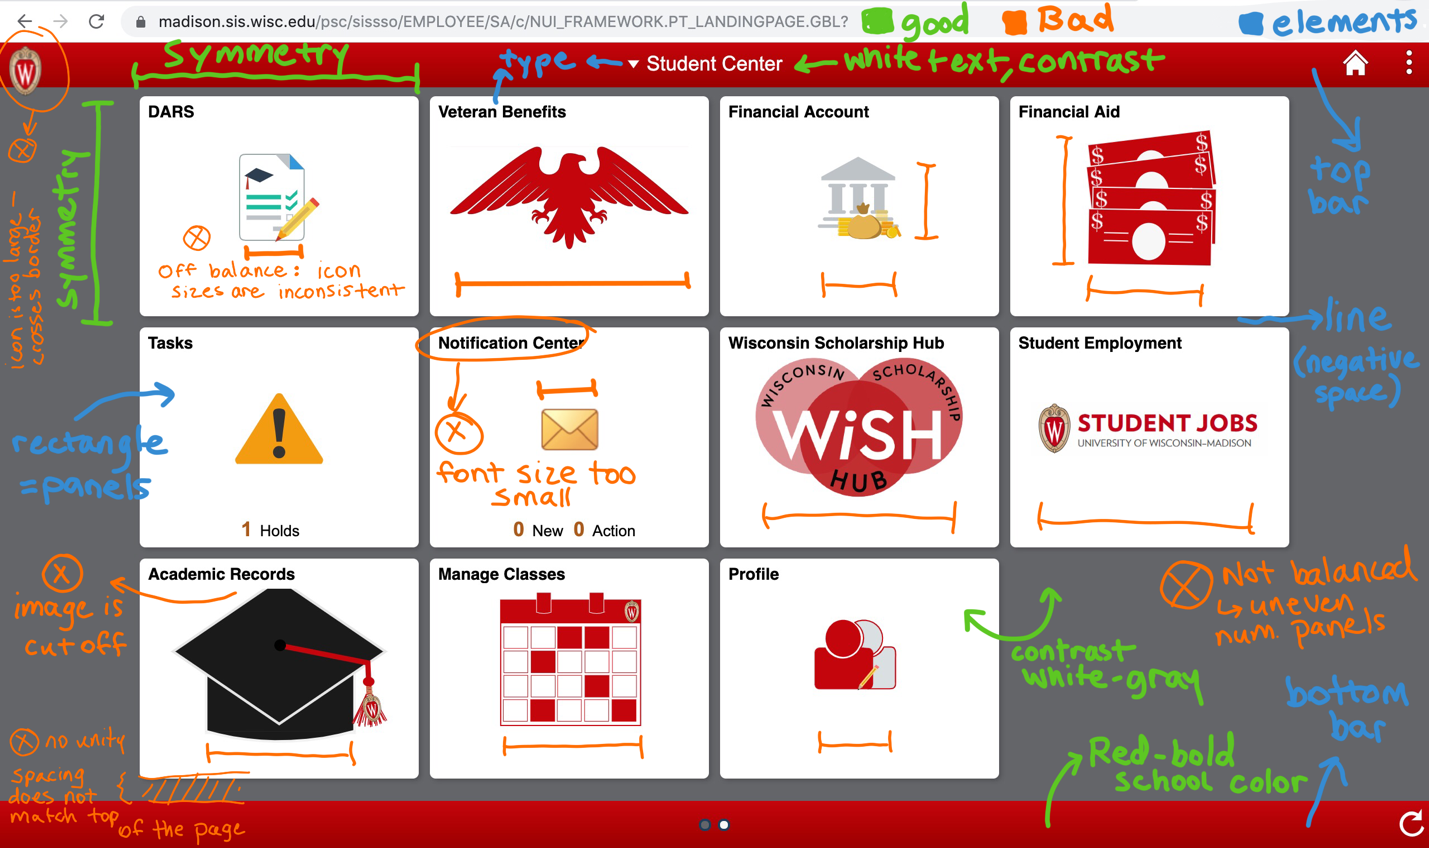 madison.sis.wisc.edu/psc/sissso/EMPLOYEE/SA/c/NUI_FRAMEWORK.PT_LANDINGPAGE.GBL?
good
Bad
elements
W
Symmetry
type
Student Center
white text, contrast
DARS
Veteran Benefits
Financial Account
Financial Aid
$ $
$ $
$ $
$ $
top
bar
symmetry
icon is too large –
crosses border
Off balance: icon
sizes are inconsistent
line
(negative
space)
Tasks
Notification Center
Wisconsin Scholarship Hub
Student Employment
WISCONSIN SCHOLARSHIP
WiSH
HUB
W STUDENT JOBS
UNIVERSITY OF WISCONSIN–MADISON
rectangle
=panels
font size too
small
1 Holds
0 New 0 Action
image is
cut off
Academic Records
Manage Classes
Profile
W
W
Not balanced
↳ uneven
num. panels
contrast
white-gray
bottom
bar
Red-bold
school color
no unity
spacing
does not
match top
of the page